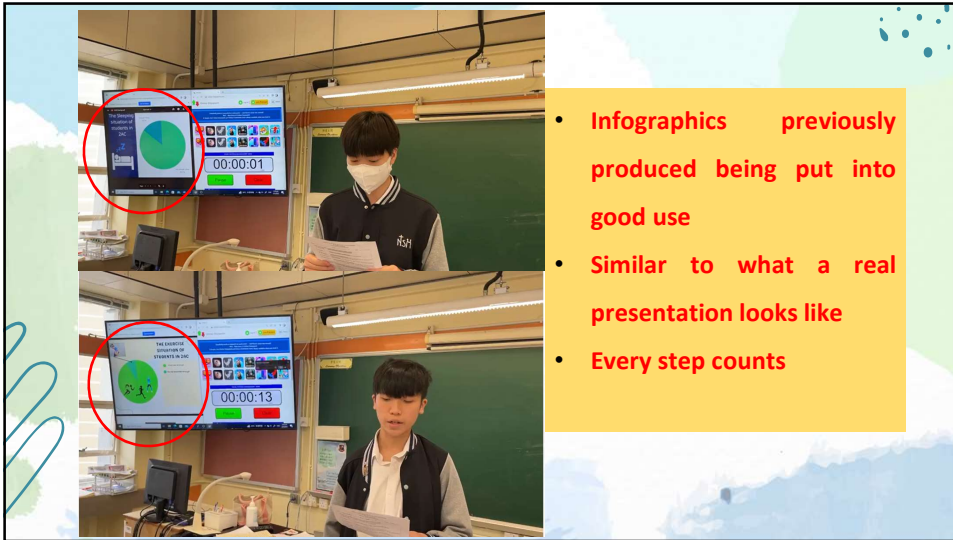 The Sleeping
situation of
students in
2AC
00:00:01
NSH
THE EXERCISE
SITUATION OF
STUDENTS IN 2AC
00:00:13
• Infographics previously
produced being put into
good use
• Similar to what a real
presentation looks like
• Every step counts